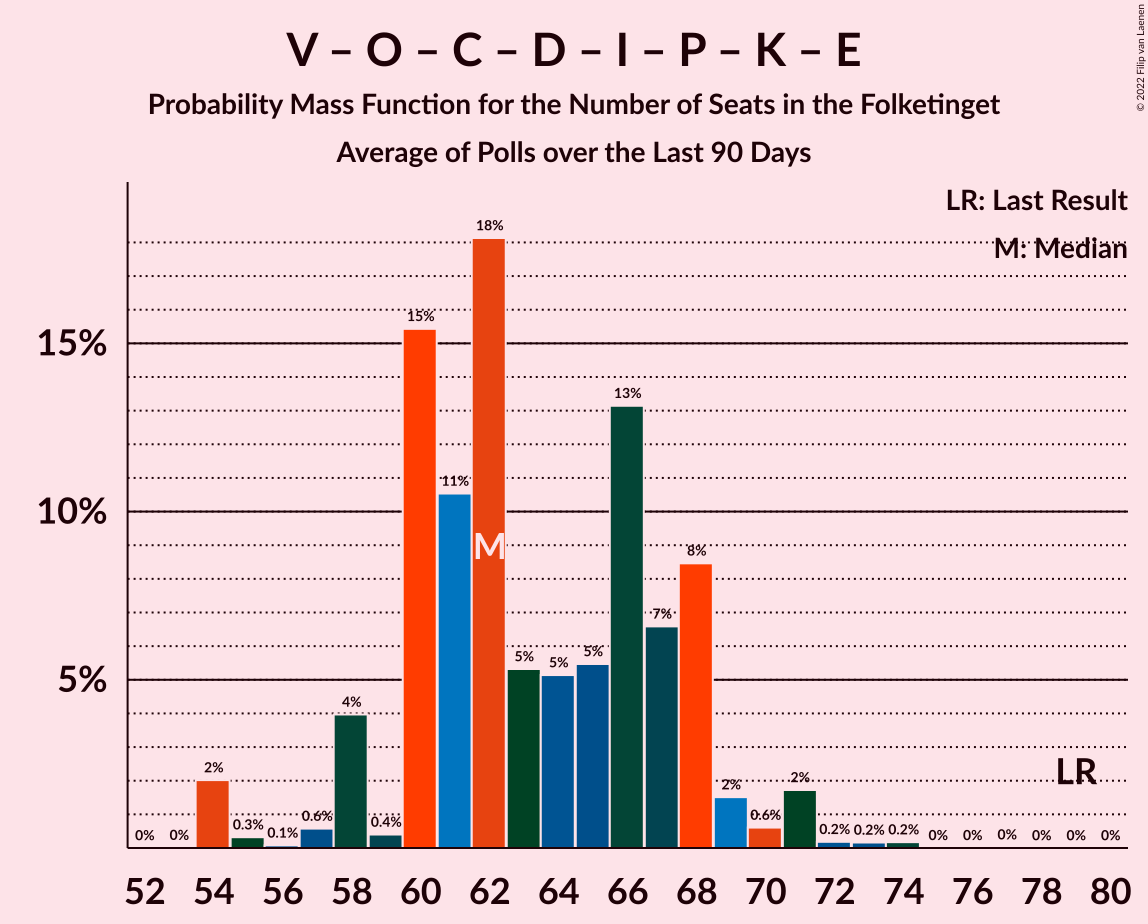 V – O – C – D – I – P – K – E
Probability Mass Function for the Number of Seats in the Folketinget
Average of Polls over the Last 90 Days
© 2022 Filip van Laenen
LR: Last Result
M: Median
15%
10%
5%
0% 0% 2% 0.3% 0.1% 0.6% 4% 0.4% 15% 11% 18% 5% 5% 5% 13% 7% 8% 2% 0.6% 2% 0.2% 0.2% 0.2% 0% 0% 0% 0% 0% 0%
M
LR
52 54 56 58 60 62 64 66 68 70 72 74 76 78 80